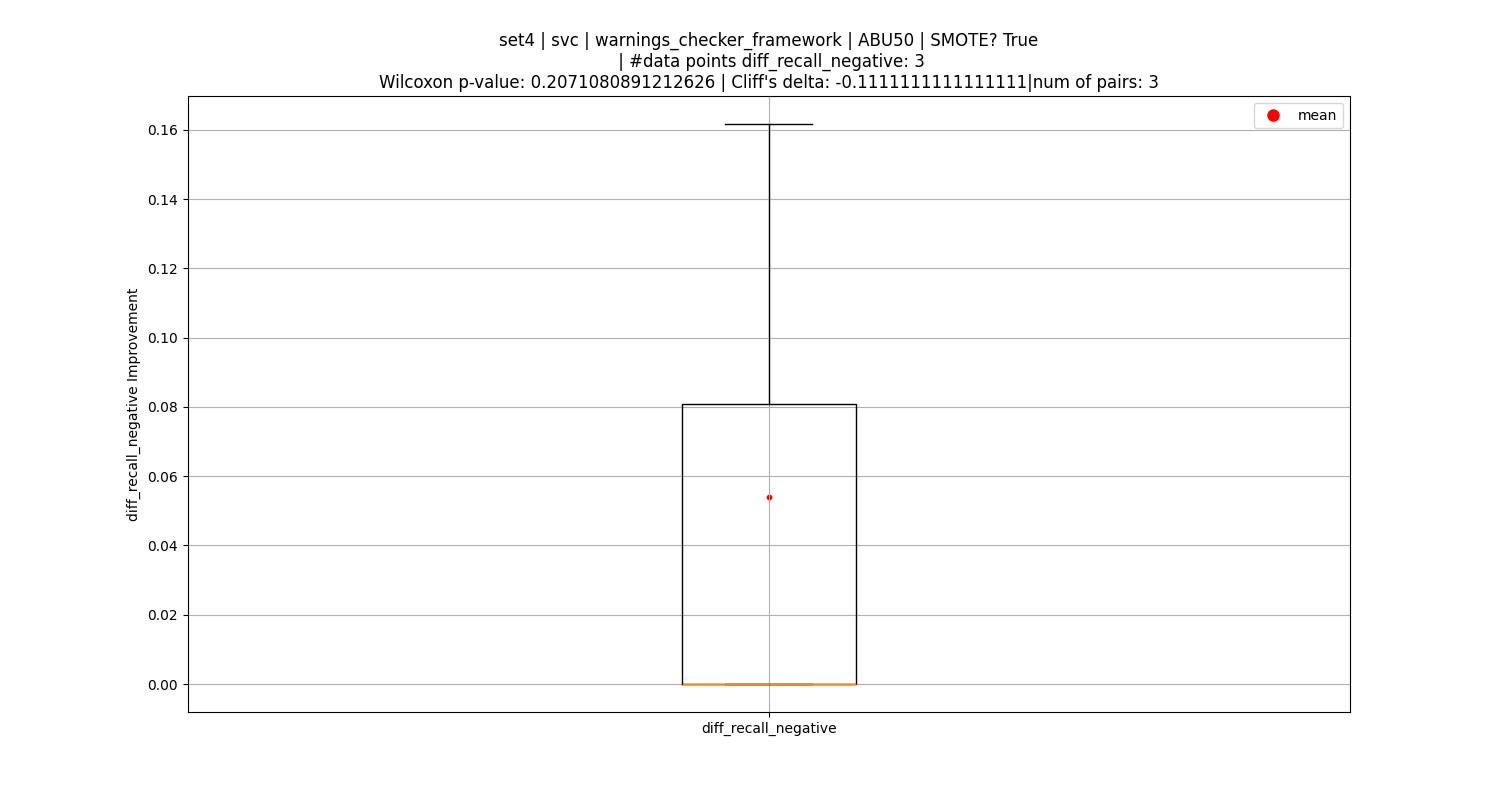 set4 | svc | warnings_checker_framework | ABU50 | SMOTE? True
| #data points diff_recall_negative: 3
Wilcoxon p-value: 0.2071080891212626 | Cliff's delta: -0.1111111111111111|num of pairs: 3
mean
0.16
0.14
0.12
0.10
0.08
0.06
0.04
0.02
0.00
diff_recall_negative Improvement
diff_recall_negative